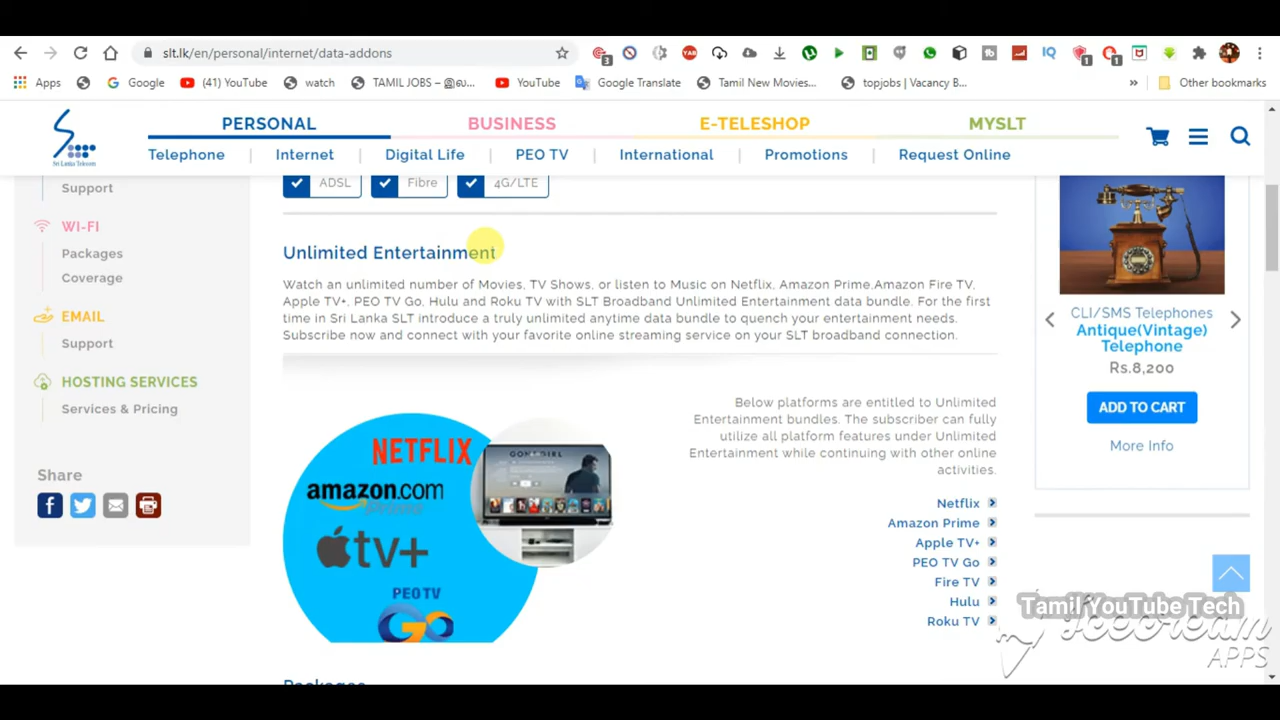 slt.lk/en/personal/internet/data-addons
Apps
Google
(41) YouTube
watch
TAMIL JOBS – இல...
YouTube
Google Translate
Tamil New Movies...
topjobs | Vacancy B...
Other bookmarks
Sri Lanka Telecom
PERSONAL
BUSINESS
E-TELESHOP
MYSLT
Telephone
Internet
Digital Life
PEO TV
International
Promotions
Request Online
Support
WI-FI
Packages
Coverage
EMAIL
Support
HOSTING SERVICES
Services & Pricing
Share
ADSL
Fibre
4G/LTE
Unlimited Entertainment
Watch an unlimited number of Movies, TV Shows, or listen to Music on Netflix, Amazon Prime,Amazon Fire TV,
Apple TV+, PEO TV Go, Hulu and Roku TV with SLT Broadband Unlimited Entertainment data bundle. For the first
time in Sri Lanka SLT introduce a truly unlimited anytime data bundle to quench your entertainment needs.
Subscribe now and connect with your favorite online streaming service on your SLT broadband connection.
NETFLIX
amazon.com
Prime
tv+
PEO TV
GO
GONE GIRL
Below platforms are entitled to Unlimited
Entertainment bundles. The subscriber can fully
utilize all platform features under Unlimited
Entertainment while continuing with other online
activities.
Netflix
Amazon Prime
Apple TV+
PEO TV Go
Fire TV
Hulu
Roku TV
Packages
CLI/SMS Telephones
Antique(Vintage)
Telephone
Rs.8,200
ADD TO CART
More Info
Tamil YouTube Tech
Icecream
APPS